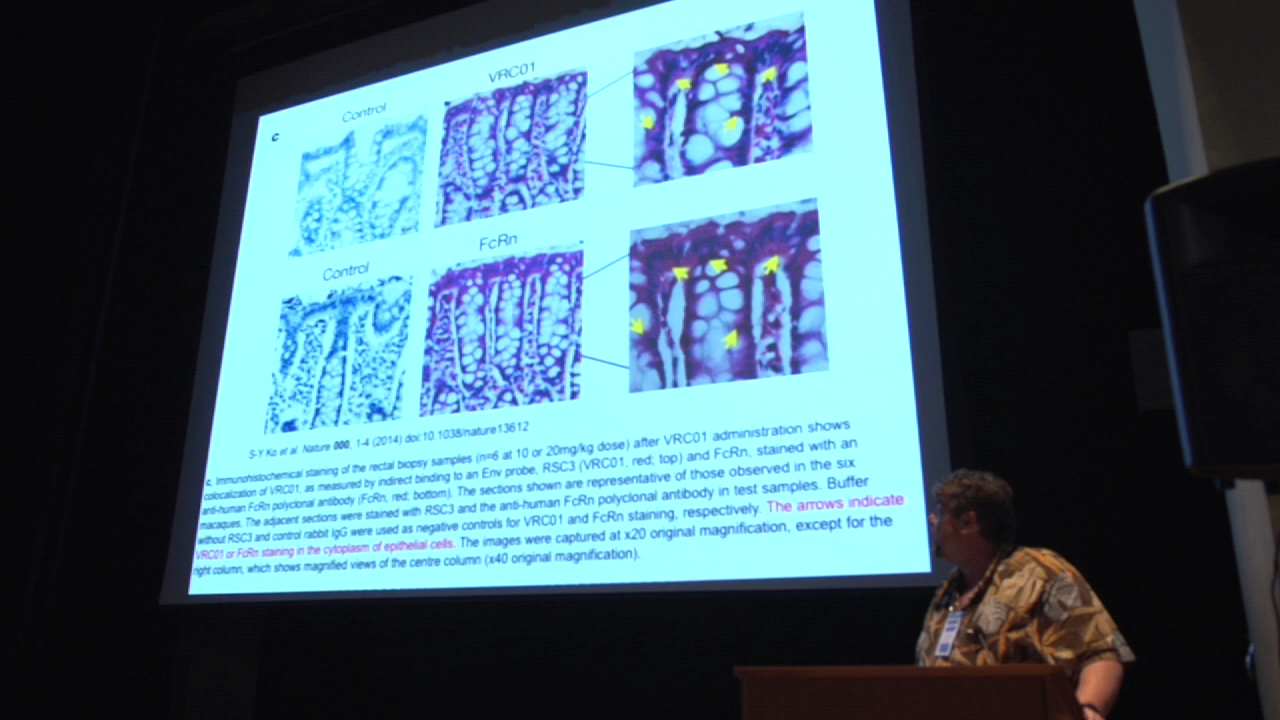 c
Control
VRC01
Control
FcRn
S-Y Ko et al. Nature 000, 1-4 (2014) doi:10.1038/nature13612
c, Immunohistochemical staining of the rectal biopsy samples (n=6 at 10 or 20mg/kg dose) after VRC01 administration shows
colocalization of VRC01, as measured by indirect binding to an Env probe, RSC3 (VRC01, red; top) and FcRn, stained with an
anti-human FcRn polyclonal antibody (FcRn, red; bottom). The sections shown are representative of those observed in the six
macaques. The adjacent sections were stained with RSC3 and the anti-human FcRn polyclonal antibody in test samples. Buffer
without RSC3 and control rabbit IgG were used as negative controls for VRC01 and FcRn staining, respectively. The arrows indicate
VRC01 or FcRn staining in the cytoplasm of epithelial cells. The images were captured at x20 original magnification, except for the
right column, which shows magnified views of the centre column (x40 original magnification).